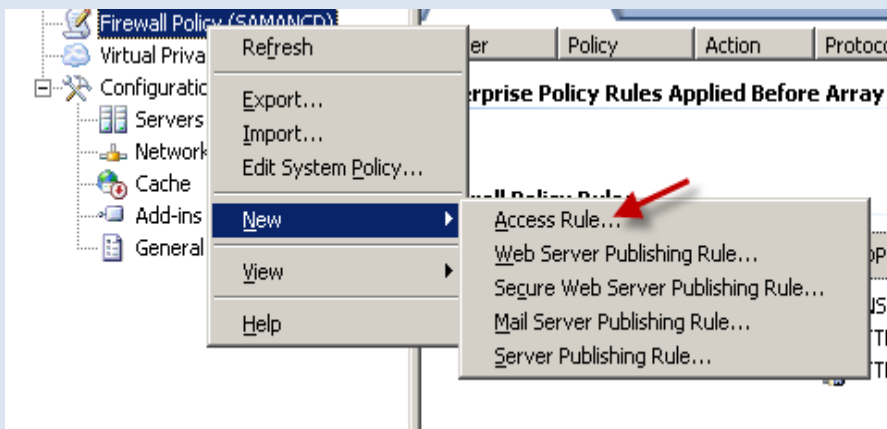 Firewall Policy (SAMANCD)
Virtual Priva
Configuratio
Servers
Network
Cache
Add-ins
General
Refresh
Export...
Import...
Edit System Policy...
New
View
Help
er Policy Action Protoco
erprise Policy Rules Applied Before Array
Access Rule...
Web Server Publishing Rule...
Secure Web Server Publishing Rule...
Mail Server Publishing Rule...
Server Publishing Rule...